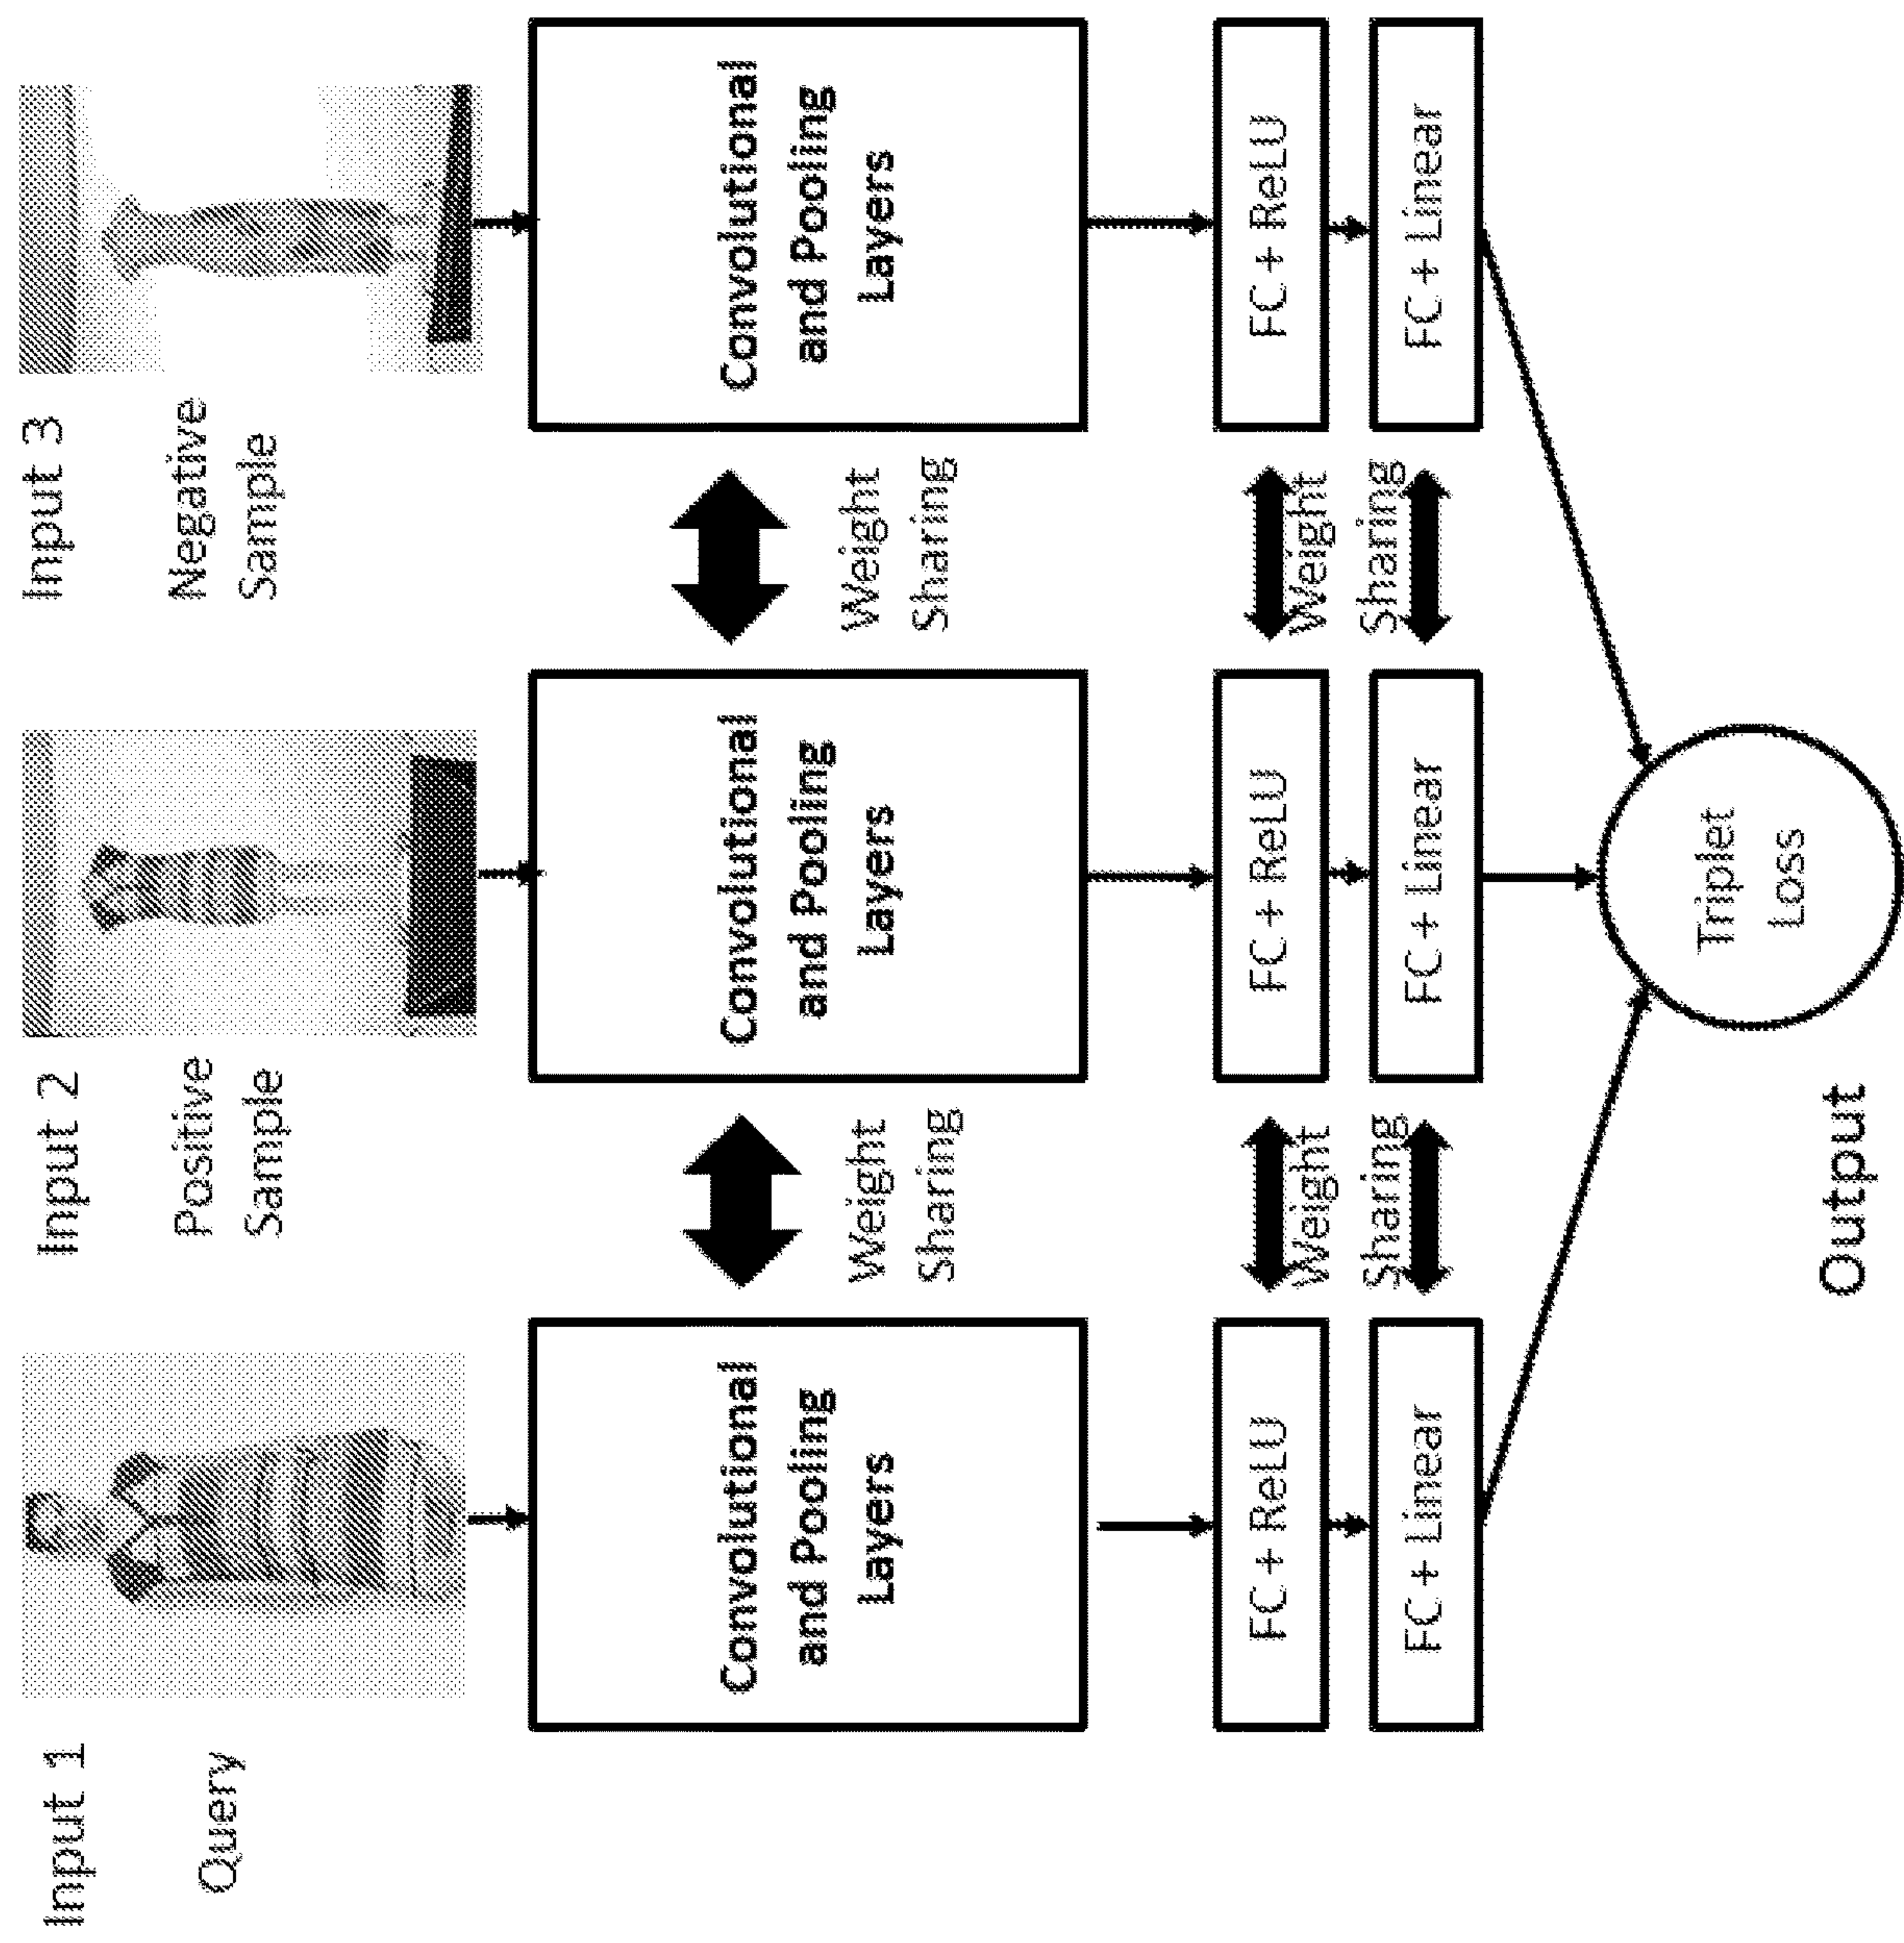 Input 1
Query
Input 2
Positive
Sample
Input 3
Negative
Sample
Convolutional
and Pooling
Layers
Weight
Sharing
Convolutional
and Pooling
Layers
Weight
Sharing
Convolutional
and Pooling
Layers
FC + ReLU
Weight
Sharing
FC + ReLU
Weight
Sharing
FC + ReLU
FC + Linear
FC + Linear
FC + Linear
Triplet
Loss
Output